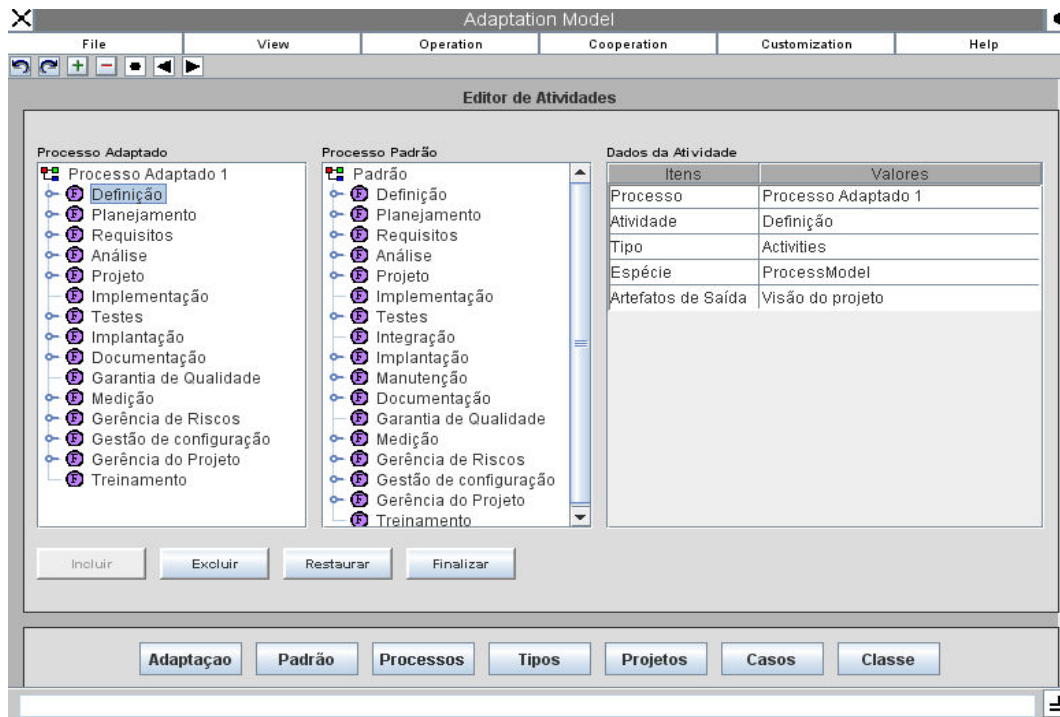 Adaptation Model
File View Operation Cooperation Customization Help
Editor de Atividades
Processo Adaptado
Processo Adaptado 1
Definição
Planejamento
Requisitos
Análise
Projeto
Implementação
Testes
Implantação
Documentação
Garantia de Qualidade
Medição
Gerência de Riscos
Gestão de configuração
Gerência do Projeto
Treinamento
Processo Padrão
Padrão
Definição
Planejamento
Requisitos
Análise
Projeto
Implementação
Testes
Integração
Implantação
Manutenção
Documentação
Garantia de Qualidade
Medição
Gerência de Riscos
Gestão de configuração
Gerência do Projeto
Treinamento
Dados da Atividade
Itens Valores
Processo Processo Adaptado 1
Atividade Definição
Tipo Activities
Espécie ProcessModel
Artefatos de Saída Visão do projeto
Incluir Excluir Restaurar Finalizar
Adaptaçao Padrão Processos Tipos Projetos Casos Classe